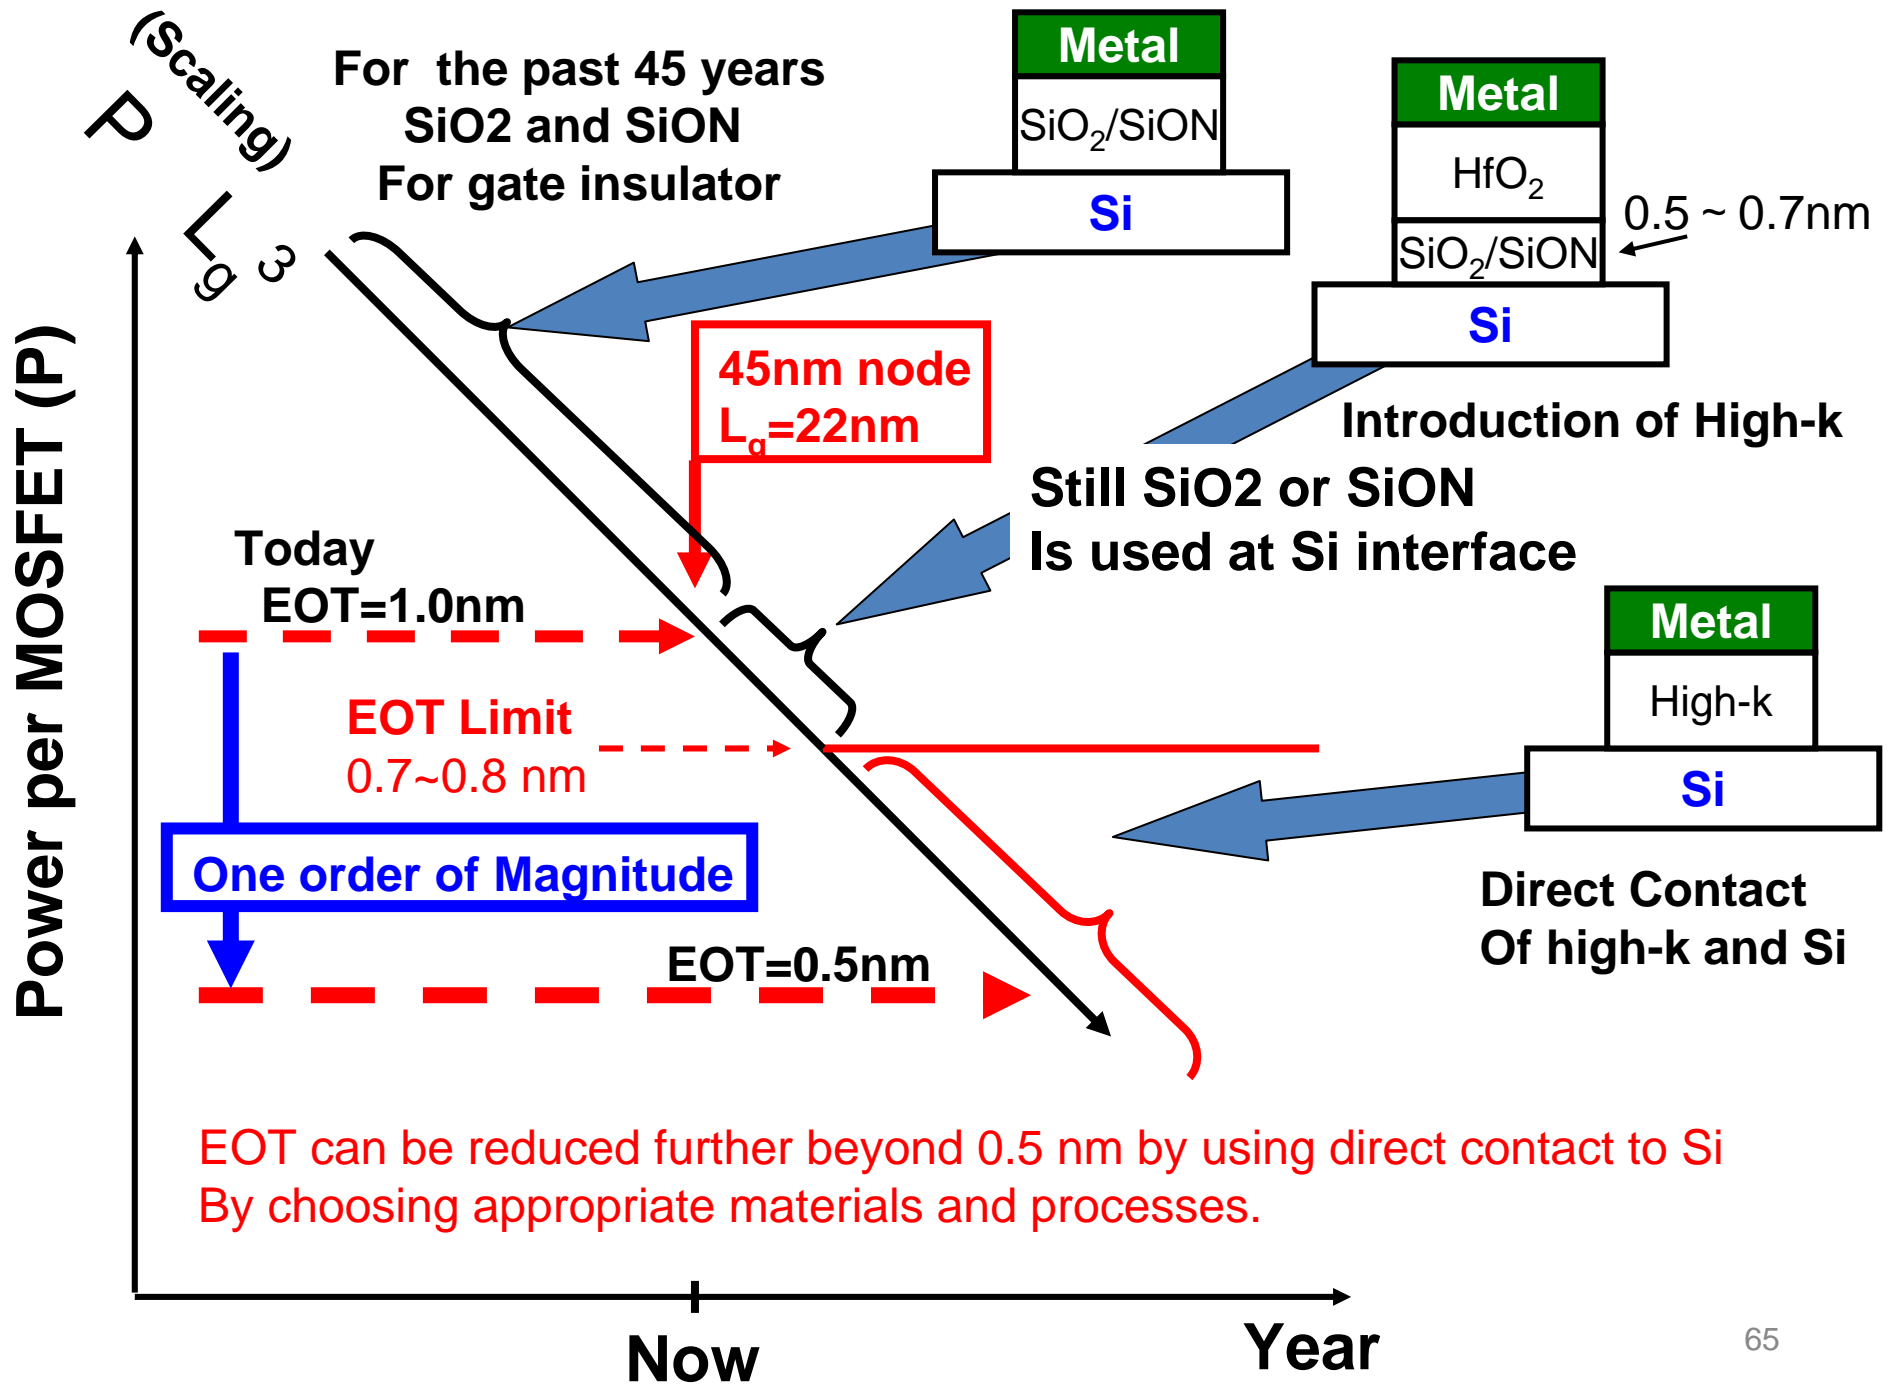 (Scaling)
P
Lg 3
For the past 45 years
SiO2 and SiON
For gate insulator
Metal
SiO2/SiON
Si
Metal
HfO2
SiO2/SiON
Si
0.5 ~ 0.7nm
Introduction of High-k
45nm node
Lg=22nm
Still SiO2 or SiON
Is used at Si interface
Today
EOT=1.0nm
Power per MOSFET (P)
EOT Limit
0.7~0.8 nm
One order of Magnitude
EOT=0.5nm
Metal
High-k
Si
Direct Contact
Of high-k and Si
EOT can be reduced further beyond 0.5 nm by using direct contact to Si
By choosing appropriate materials and processes.
Now
Year
65